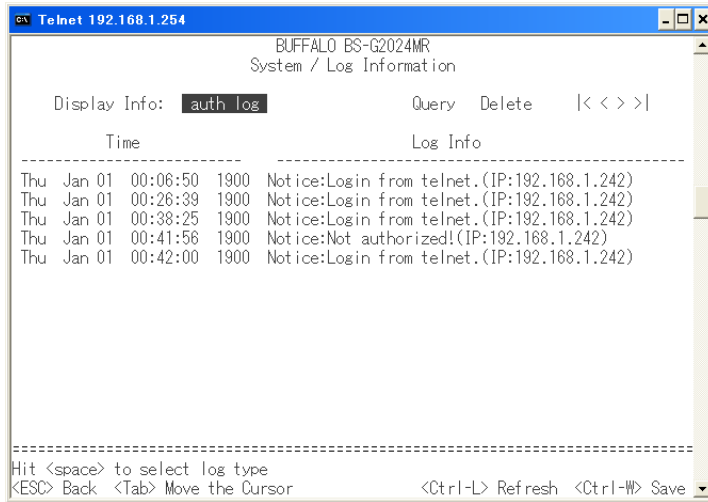 Telnet 192.168.1.254
BUFFALO BS-G2024MR
System / Log Information
Display Info: auth log Query Delete |< < > >|
Time Log Info
-------------------------- ------------------------------------------------
Thu Jan 01 00:06:50 1900 Notice:Login from telnet.(IP:192.168.1.242)
Thu Jan 01 00:26:39 1900 Notice:Login from telnet.(IP:192.168.1.242)
Thu Jan 01 00:38:25 1900 Notice:Login from telnet.(IP:192.168.1.242)
Thu Jan 01 00:41:56 1900 Notice:Not authorized!(IP:192.168.1.242)
Thu Jan 01 00:42:00 1900 Notice:Login from telnet.(IP:192.168.1.242)
================================================================================
Hit <space> to select log type
<ESC> Back <Tab> Move the Cursor <Ctrl-L> Refresh <Ctrl-W> Save